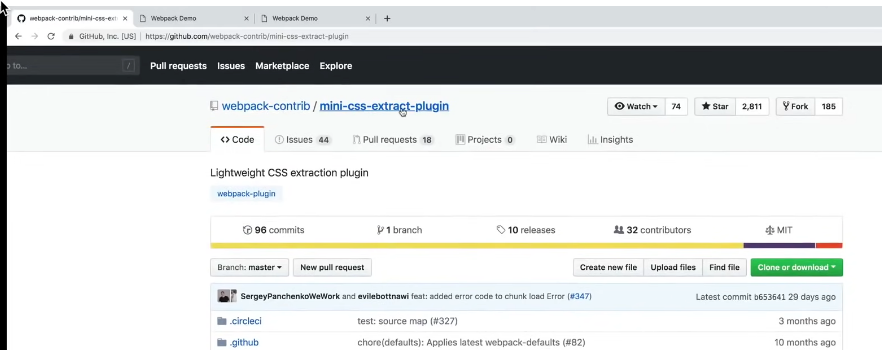 webpack-contrib/mini-css-ext
Webpack Demo
Webpack Demo
GitHub, Inc. [US] | https://github.com/webpack-contrib/mini-css-extract-plugin
p to... /
Pull requests Issues Marketplace Explore
webpack-contrib / mini-css-extract-plugin
Watch 74 Star 2,811 Fork 185
Code Issues 44 Pull requests 18 Projects 0 Wiki Insights
Lightweight CSS extraction plugin
webpack-plugin
96 commits 1 branch 10 releases 32 contributors MIT
Branch: master New pull request Create new file Upload files Find file Clone or download
SergeyPanchenkoWeWork and evilebottnawi feat: added error code to chunk load Error (#347) Latest commit b653641 29 days ago
.circleci test: source map (#327) 3 months ago
.github chore(defaults): Applies latest webpack-defaults (#82) 10 months ago